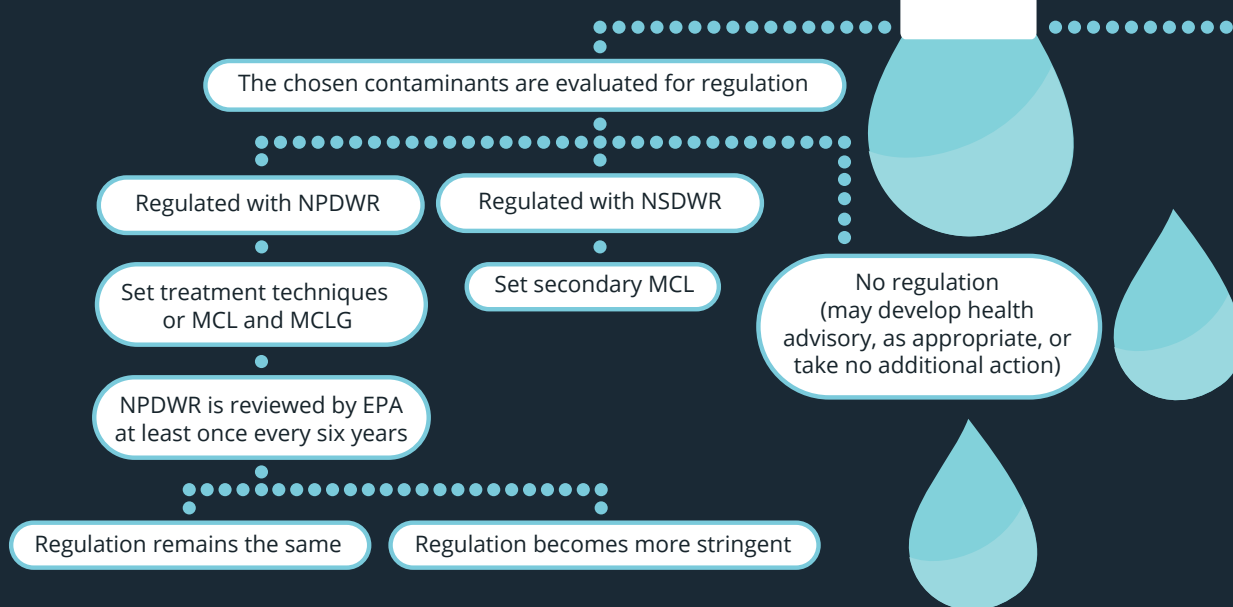 The chosen contaminants are evaluated for regulation
Regulated with NPDWR
Regulated with NSDWR
Set treatment techniques
or MCL and MCLG
Set secondary MCL
No regulation
(may develop health
advisory, as appropriate, or
take no additional action)
NPDWR is reviewed by EPA
at least once every six years
Regulation remains the same
Regulation becomes more stringent